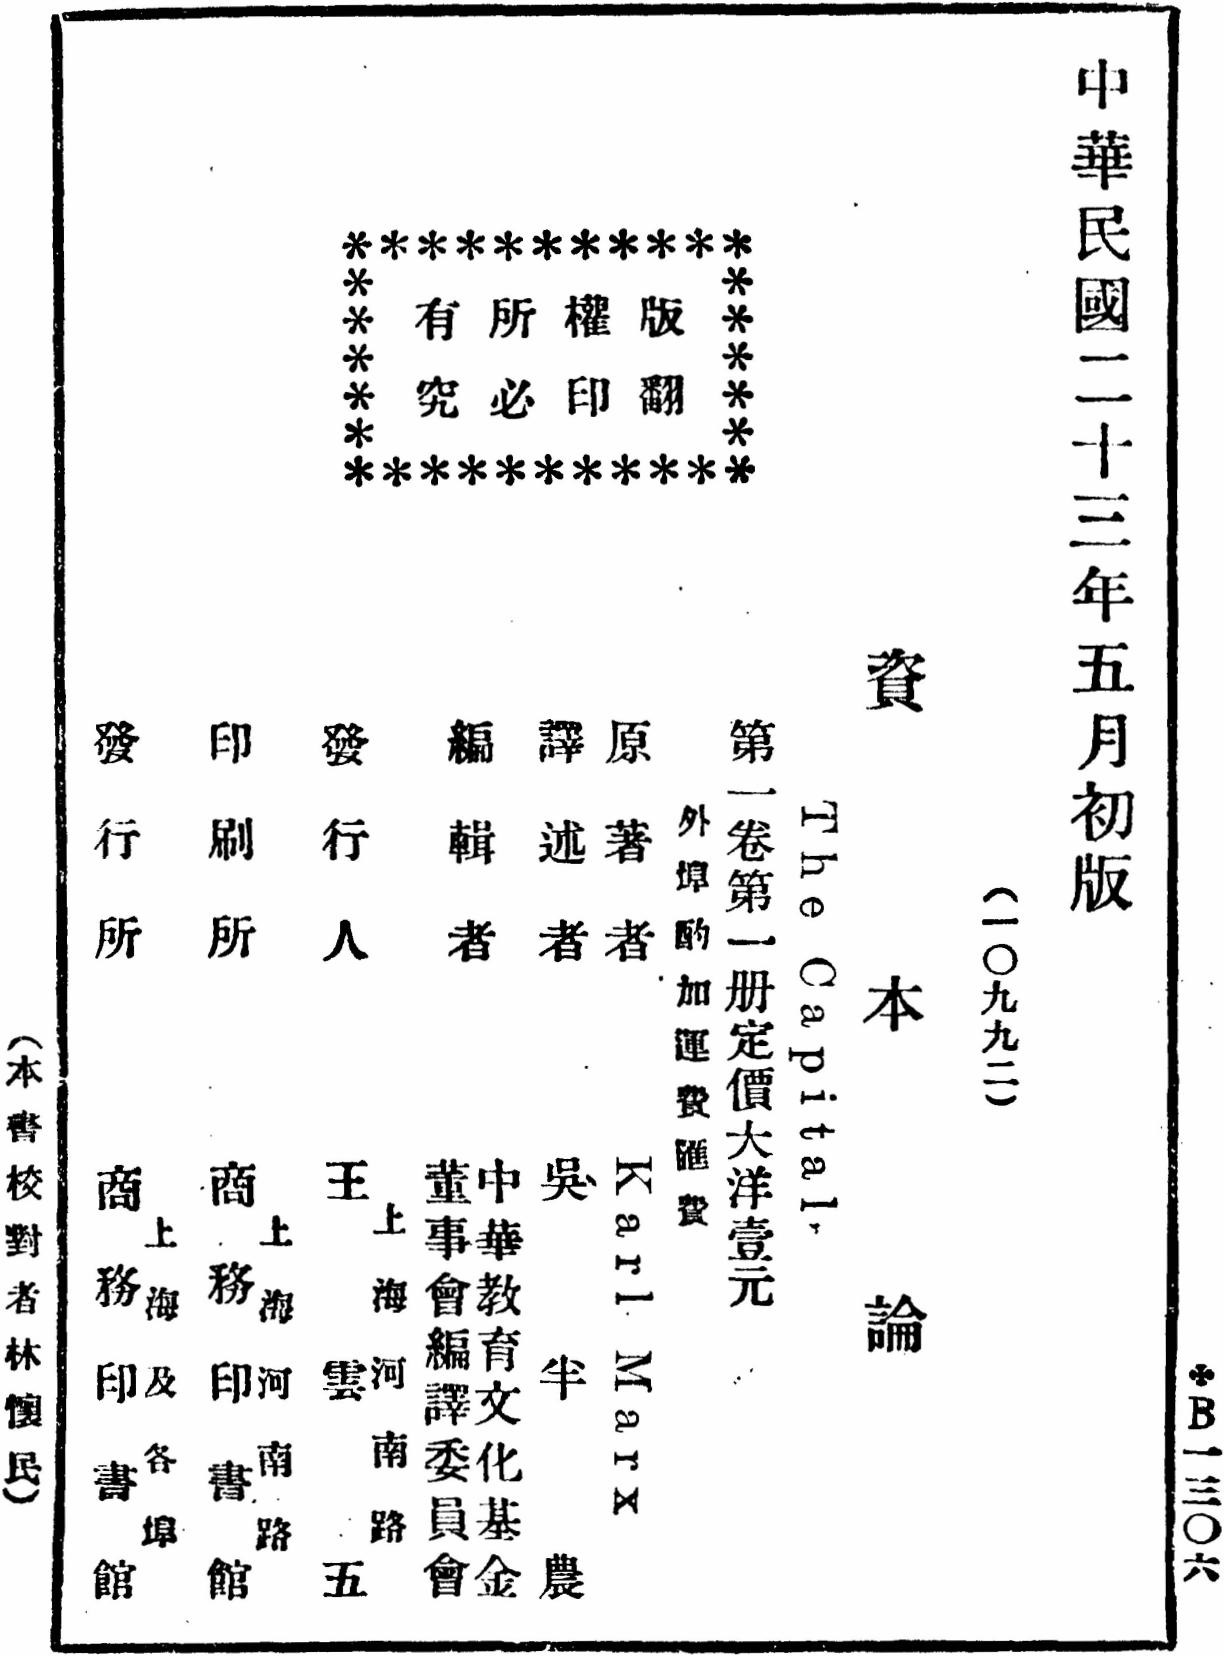 中華民國二十三年五月初版
(一〇九九二)
資本論
The Capital
第一卷第一册定價大洋壹元
外埠酌加運費匯費
原著者 Karl Marx
譯述者 吳半農
編輯者 中華教育文化基金
董事會編譯委員會
發行人 上海河南路
王雲五
印刷所 上海河南路
商務印書館
發行所 上海及各埠
商務印書館
版權所有
翻印必究
*B一三〇六
(本書校對者林懷民)